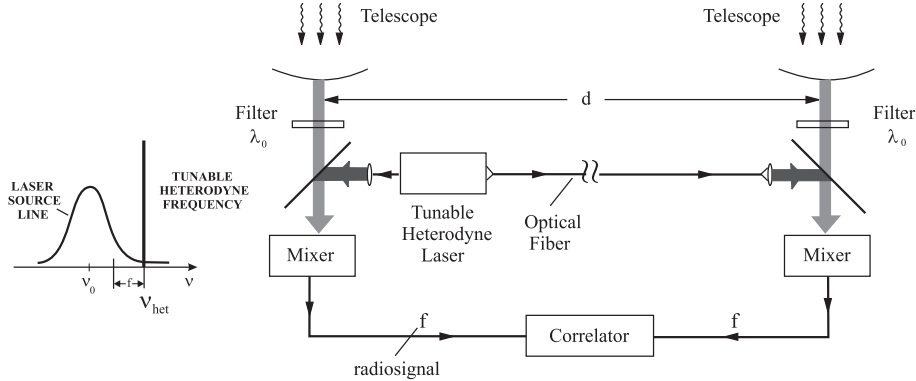 Telescope
Telescope
d
Filter
λ₀
Filter
λ₀
TUNABLE
HETERODYNE
FREQUENCY
LASER
SOURCE
LINE
Tunable
Heterodyne
Laser
Optical
Fiber
Mixer
Mixer
f
ν
ν₀
ν_het
f
f
Correlator
radiosignal